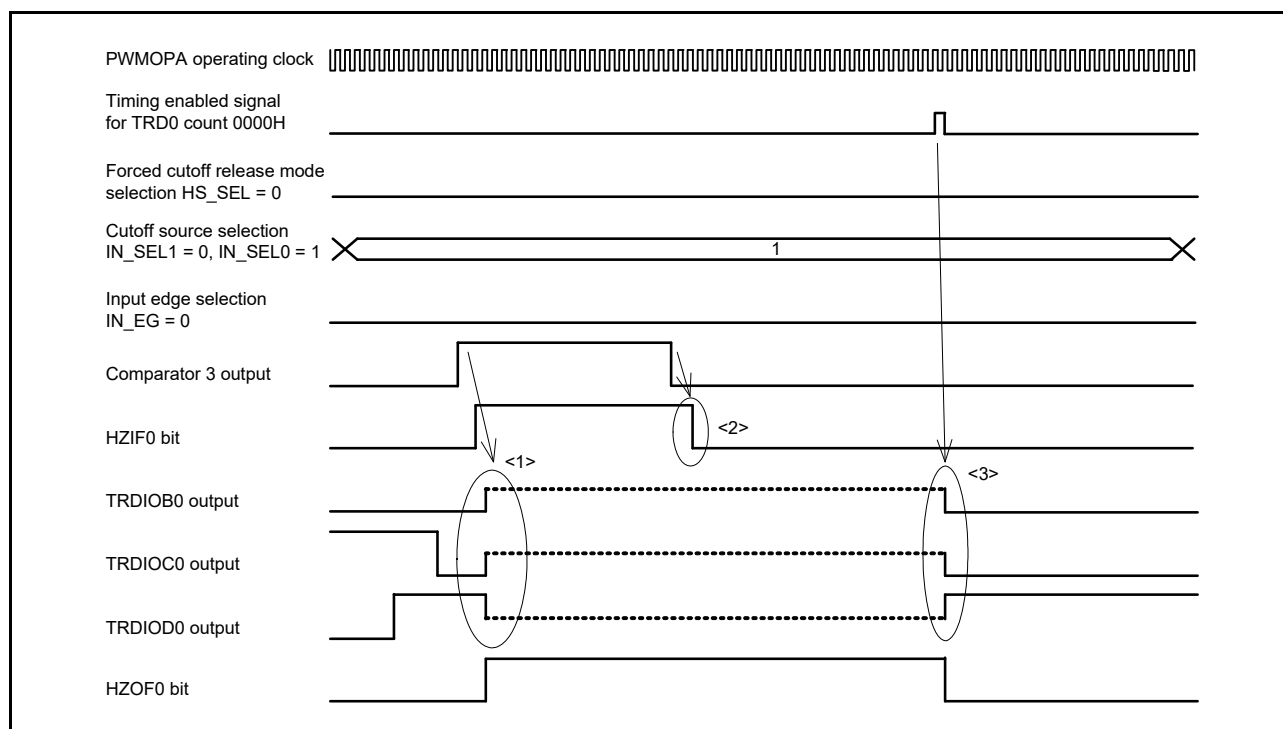 PWMOPA operating clock
Timing enabled signal
for TRD0 count 0000H
Forced cutoff release mode
selection HS_SEL = 0
Cutoff source selection
IN_SEL1 = 0, IN_SEL0 = 1
1
Input edge selection
IN_EG = 0
Comparator 3 output
HZIF0 bit
<2>
<1>
<3>
TRDIOB0 output
TRDIOC0 output
TRDIOD0 output
HZOF0 bit